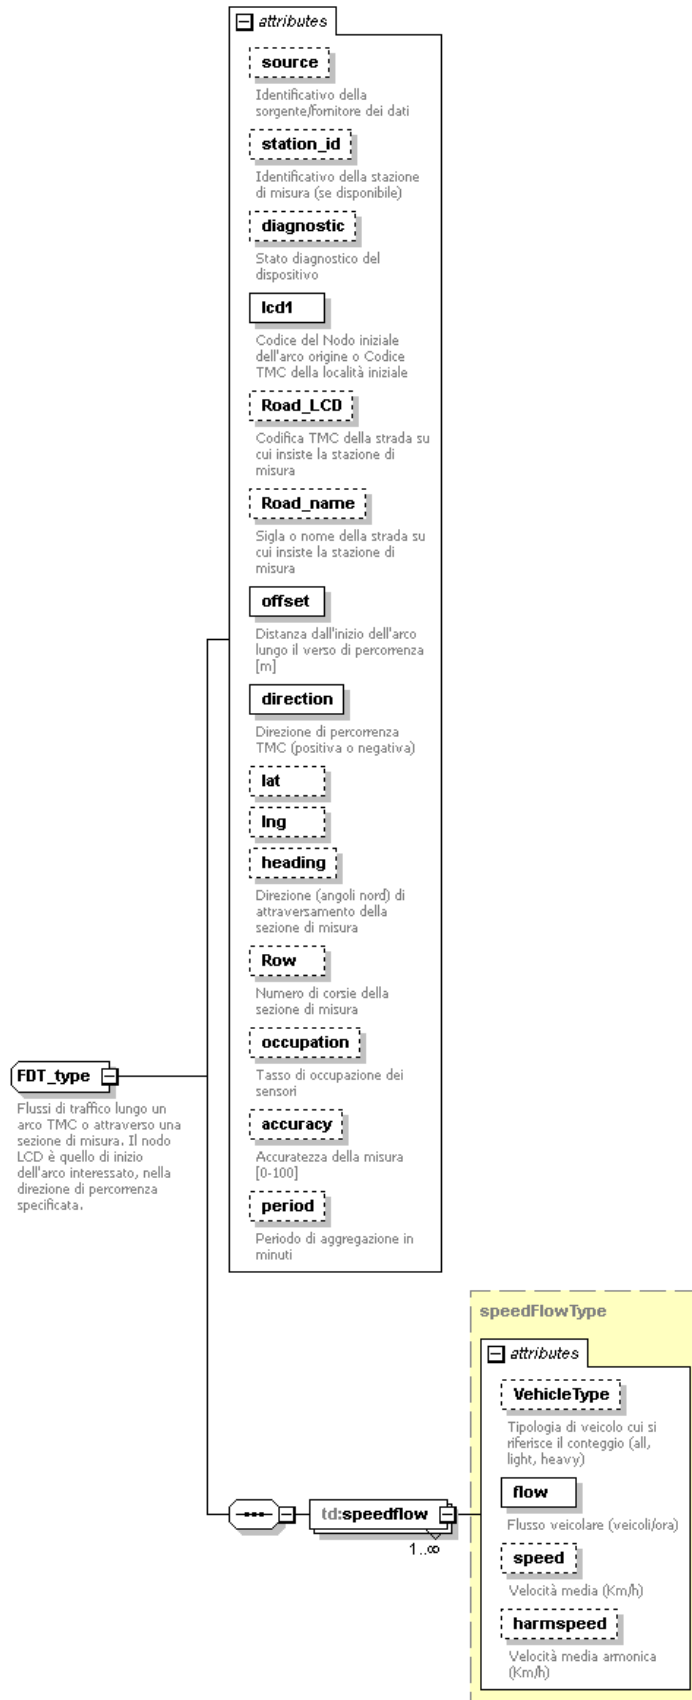 attributes
source
Identificativo della
sorgente/fornitore dei dati
station_id
Identificativo della stazione
di misura (se disponibile)
diagnostic
Stato diagnostico del
dispositivo
lcd1
Codice del Nodo iniziale
dell'arco origine o Codice
TMC della località iniziale
Road_LCD
Codifica TMC della strada su
cui insiste la stazione di
misura
Road_name
Sigla o nome della strada su
cui insiste la stazione di
misura
offset
Distanza dall'inizio dell'arco
lungo il verso di percorrenza
[m]
direction
Direzione di percorrenza
TMC (positiva o negativa)
lat
lng
heading
Direzione (angoli nord) di
attraversamento della
sezione di misura
Row
Numero di corsie della
sezione di misura
occupation
Tasso di occupazione dei
sensori
accuracy
Accuratezza della misura
[0-100]
period
Periodo di aggregazione in
minuti
FDT_type
Flussi di traffico lungo un
arco TMC o attraverso una
sezione di misura. Il nodo
LCD è quello di inizio
dell'arco interessato, nella
direzione di percorrenza
specificata.
td:speedflow
1..∞
speedFlowType
attributes
VehicleType
Tipologia di veicolo cui si
riferisce il conteggio (all,
light, heavy)
flow
Flusso veicolare (veicoli/ora)
speed
Velocità media (Km/h)
harmspeed
Velocità media armonica
(Km/h)